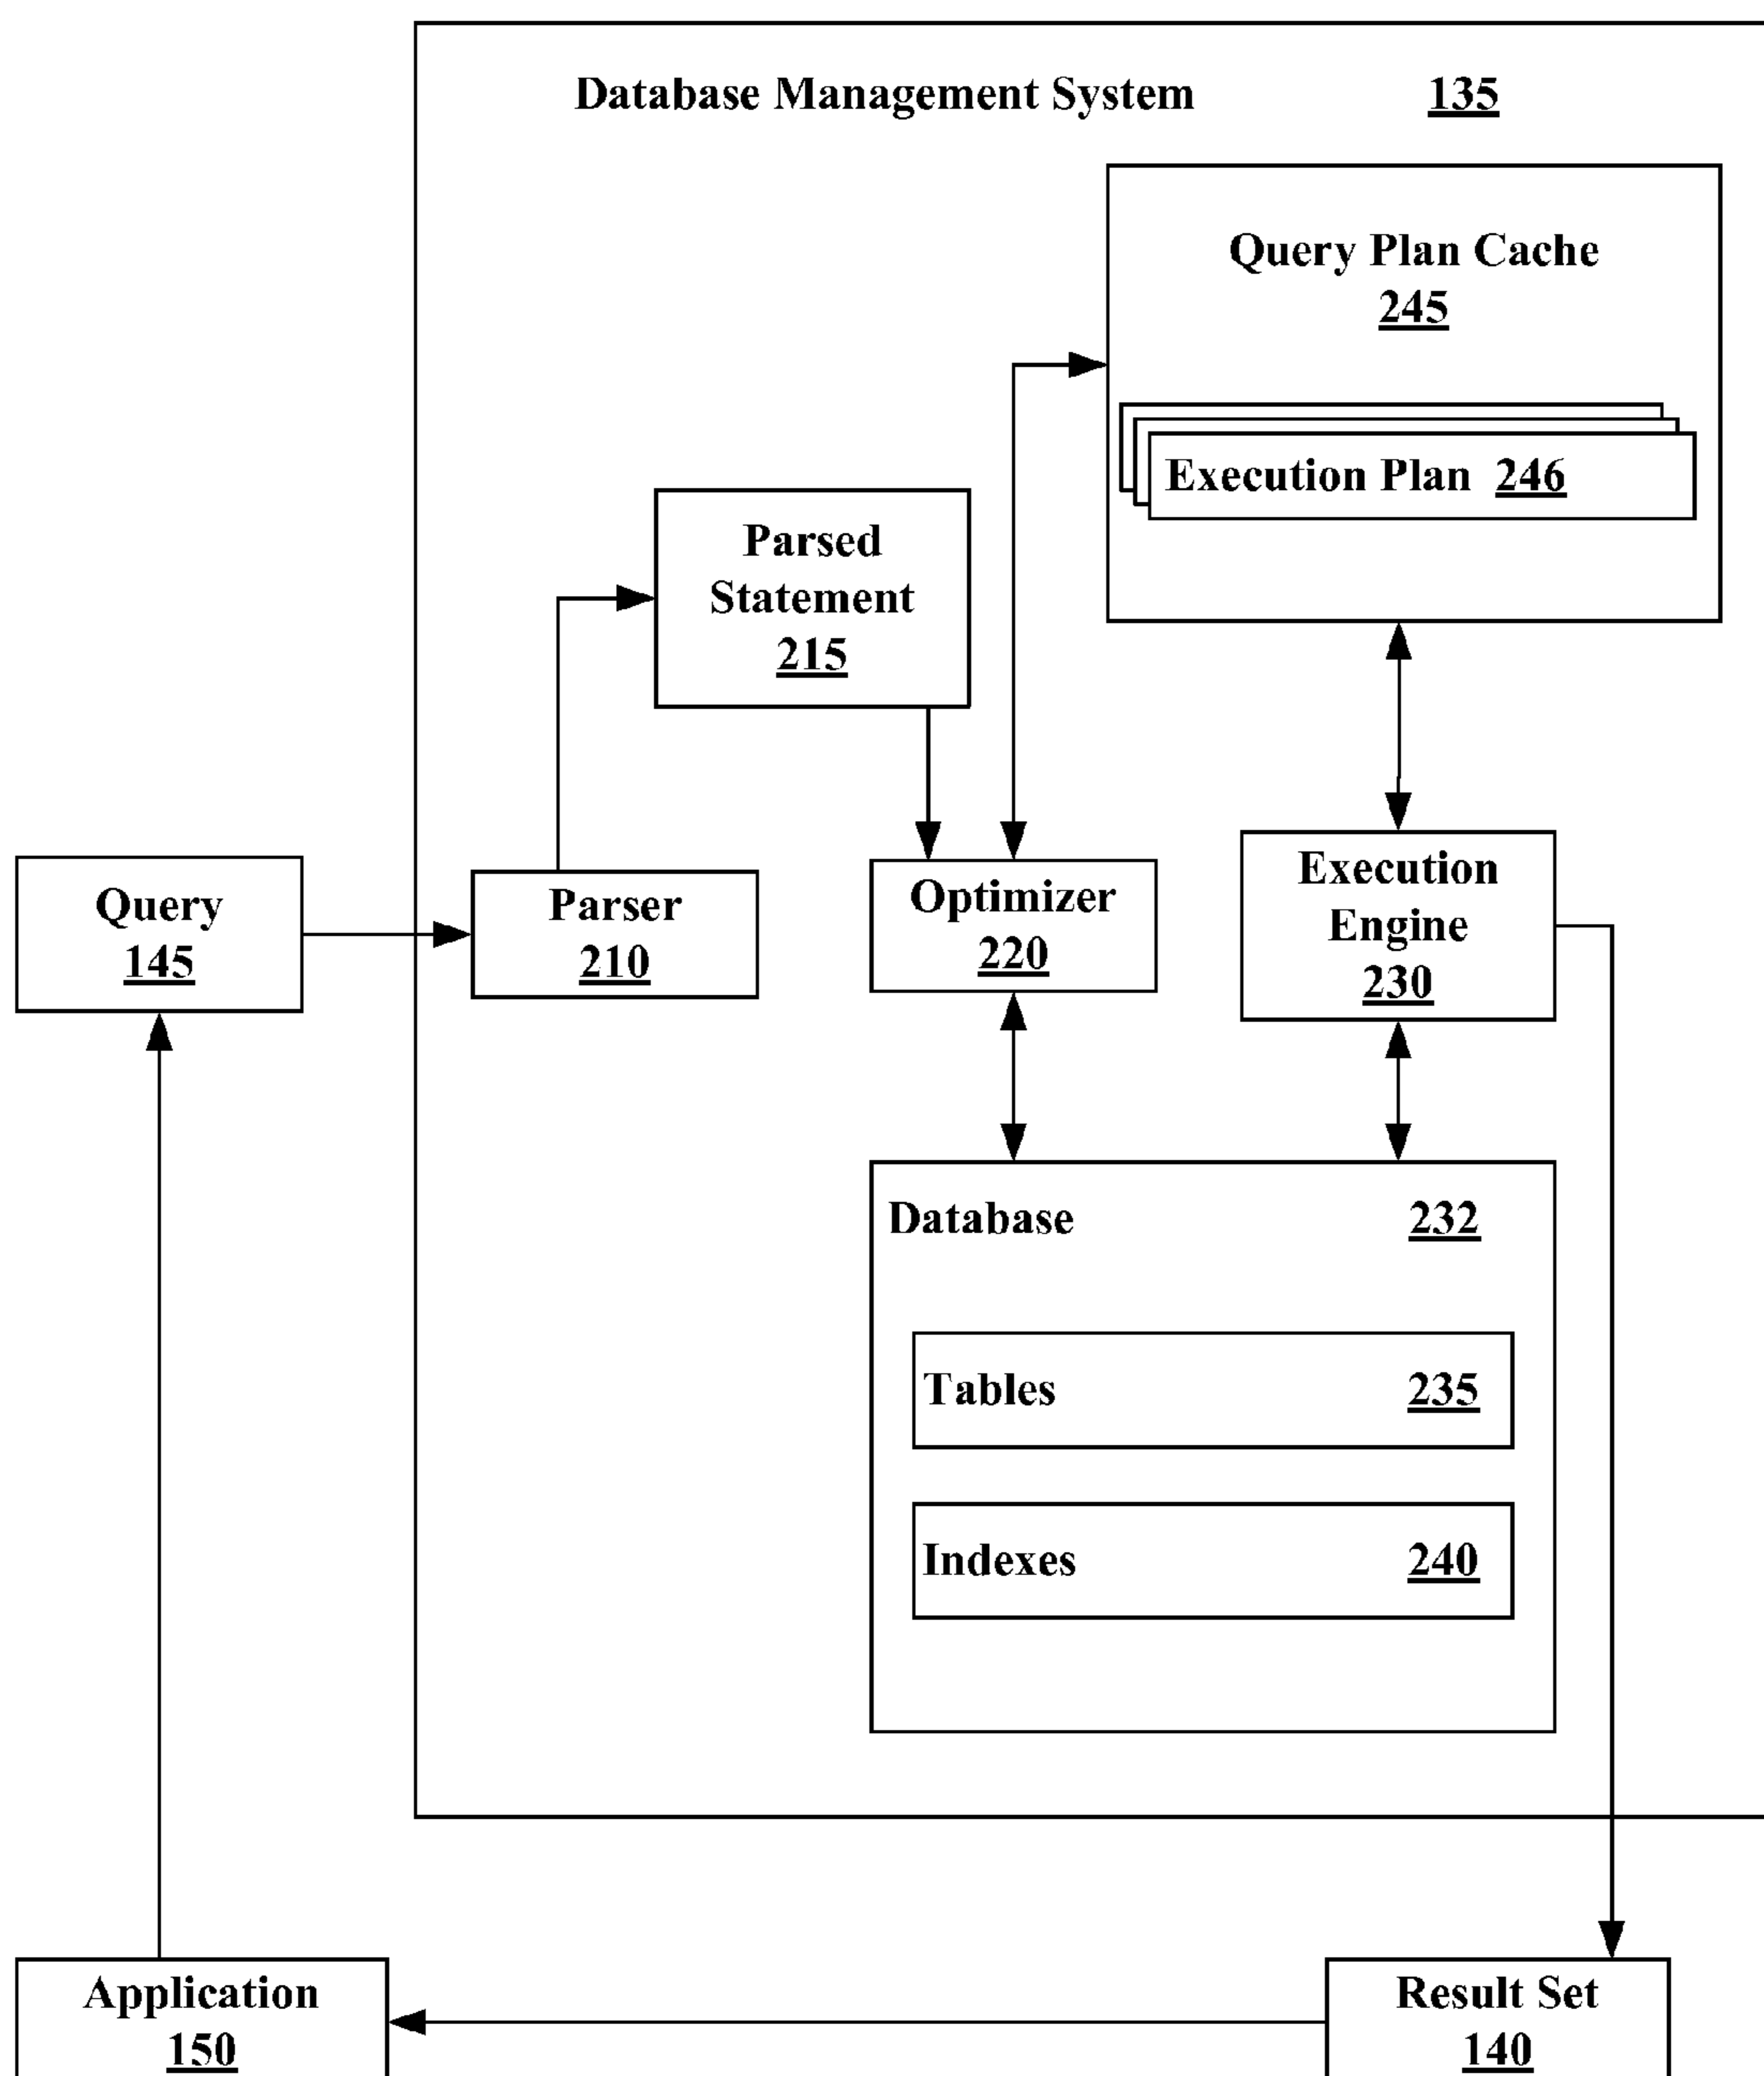 Database Management System 135
Query Plan Cache
245
Execution Plan 246
Parsed
Statement
215
Query
145
Parser
210
Optimizer
220
Execution
Engine
230
Database 232
Tables 235
Indexes 240
Application
150
Result Set
140